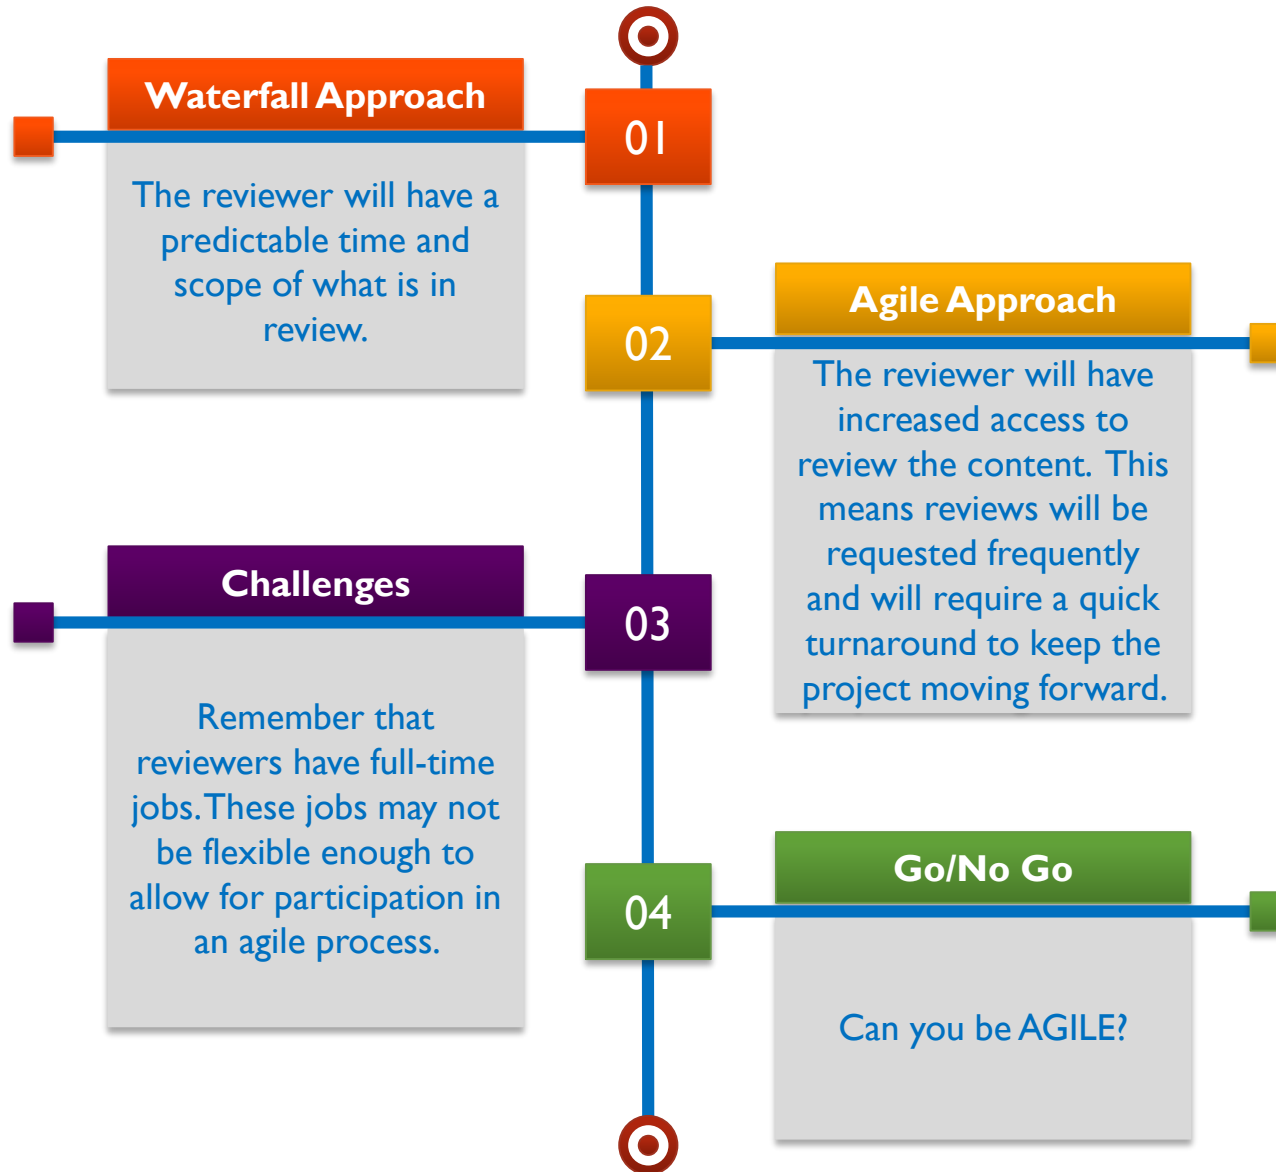 Waterfall Approach
01
The reviewer will have a
predictable time and
scope of what is in
review.
Agile Approach
02
The reviewer will have
increased access to
review the content. This
means reviews will be
requested frequently
and will require a quick
turnaround to keep the
project moving forward.
Challenges
03
Remember that
reviewers have full-time
jobs. These jobs may not
be flexible enough to
allow for participation in
an agile process.
Go/No Go
04
Can you be AGILE?